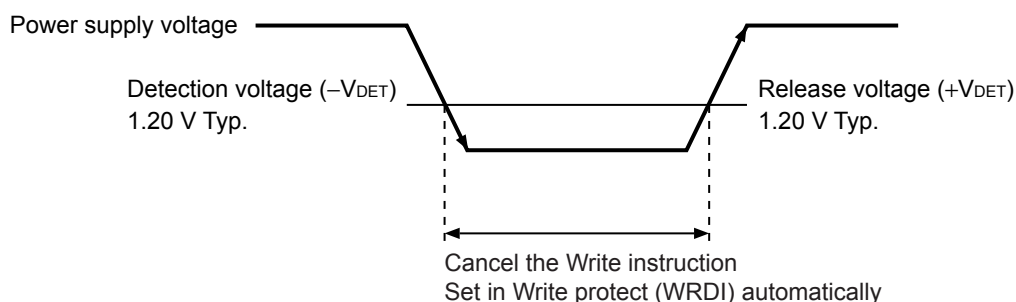 Power supply voltage
Detection voltage (−VDET)
1.20 V Typ.
Release voltage (+VDET)
1.20 V Typ.
Cancel the Write instruction
Set in Write protect (WRDI) automatically